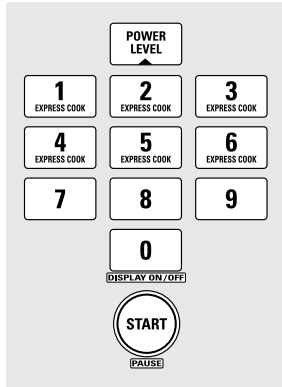 POWER
LEVEL
1 2 3
EXPRESS COOK EXPRESS COOK EXPRESS COOK
4 5 6
EXPRESS COOK EXPRESS COOK EXPRESS COOK
7 8 9
0
DISPLAY ON/OFF
START
PAUSE